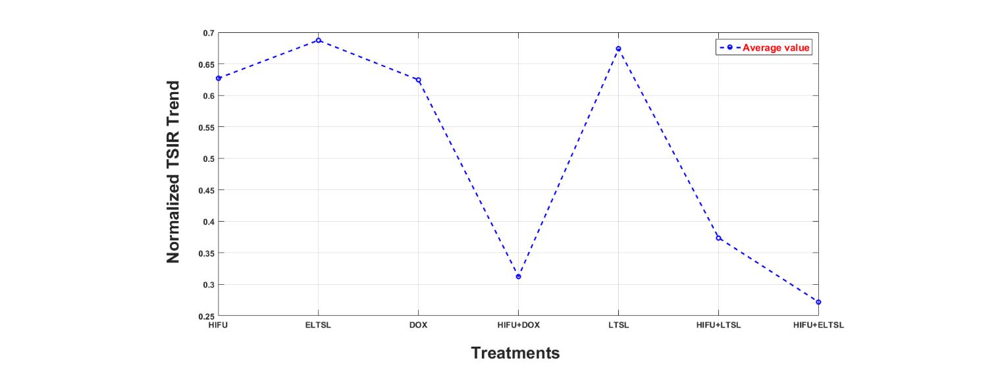 Normalized TSIR Trend
0.7
0.65
0.6
0.55
0.5
0.45
0.4
0.35
0.3
0.25
Average value
HIFU ELTSL DOX HIFU+DOX LTSL HIFU+LTSL HIFU+ELTSL
Treatments